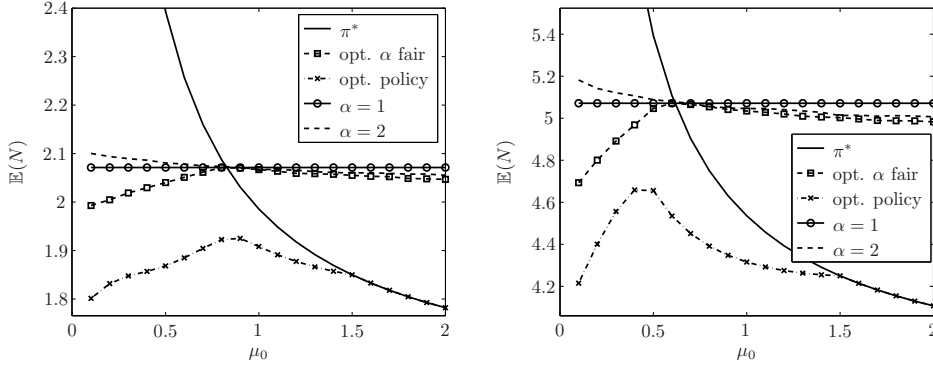 2.4
2.3
2.2
2.1
2
1.9
1.8
𝔼(N)
0
0.5
1
1.5
2
μ₀
π*
opt. α fair
opt. policy
α = 1
α = 2
5.4
5.2
5
4.8
4.6
4.4
4.2
𝔼(N)
0
0.5
1
1.5
2
μ₀
π*
opt. α fair
opt. policy
α = 1
α = 2